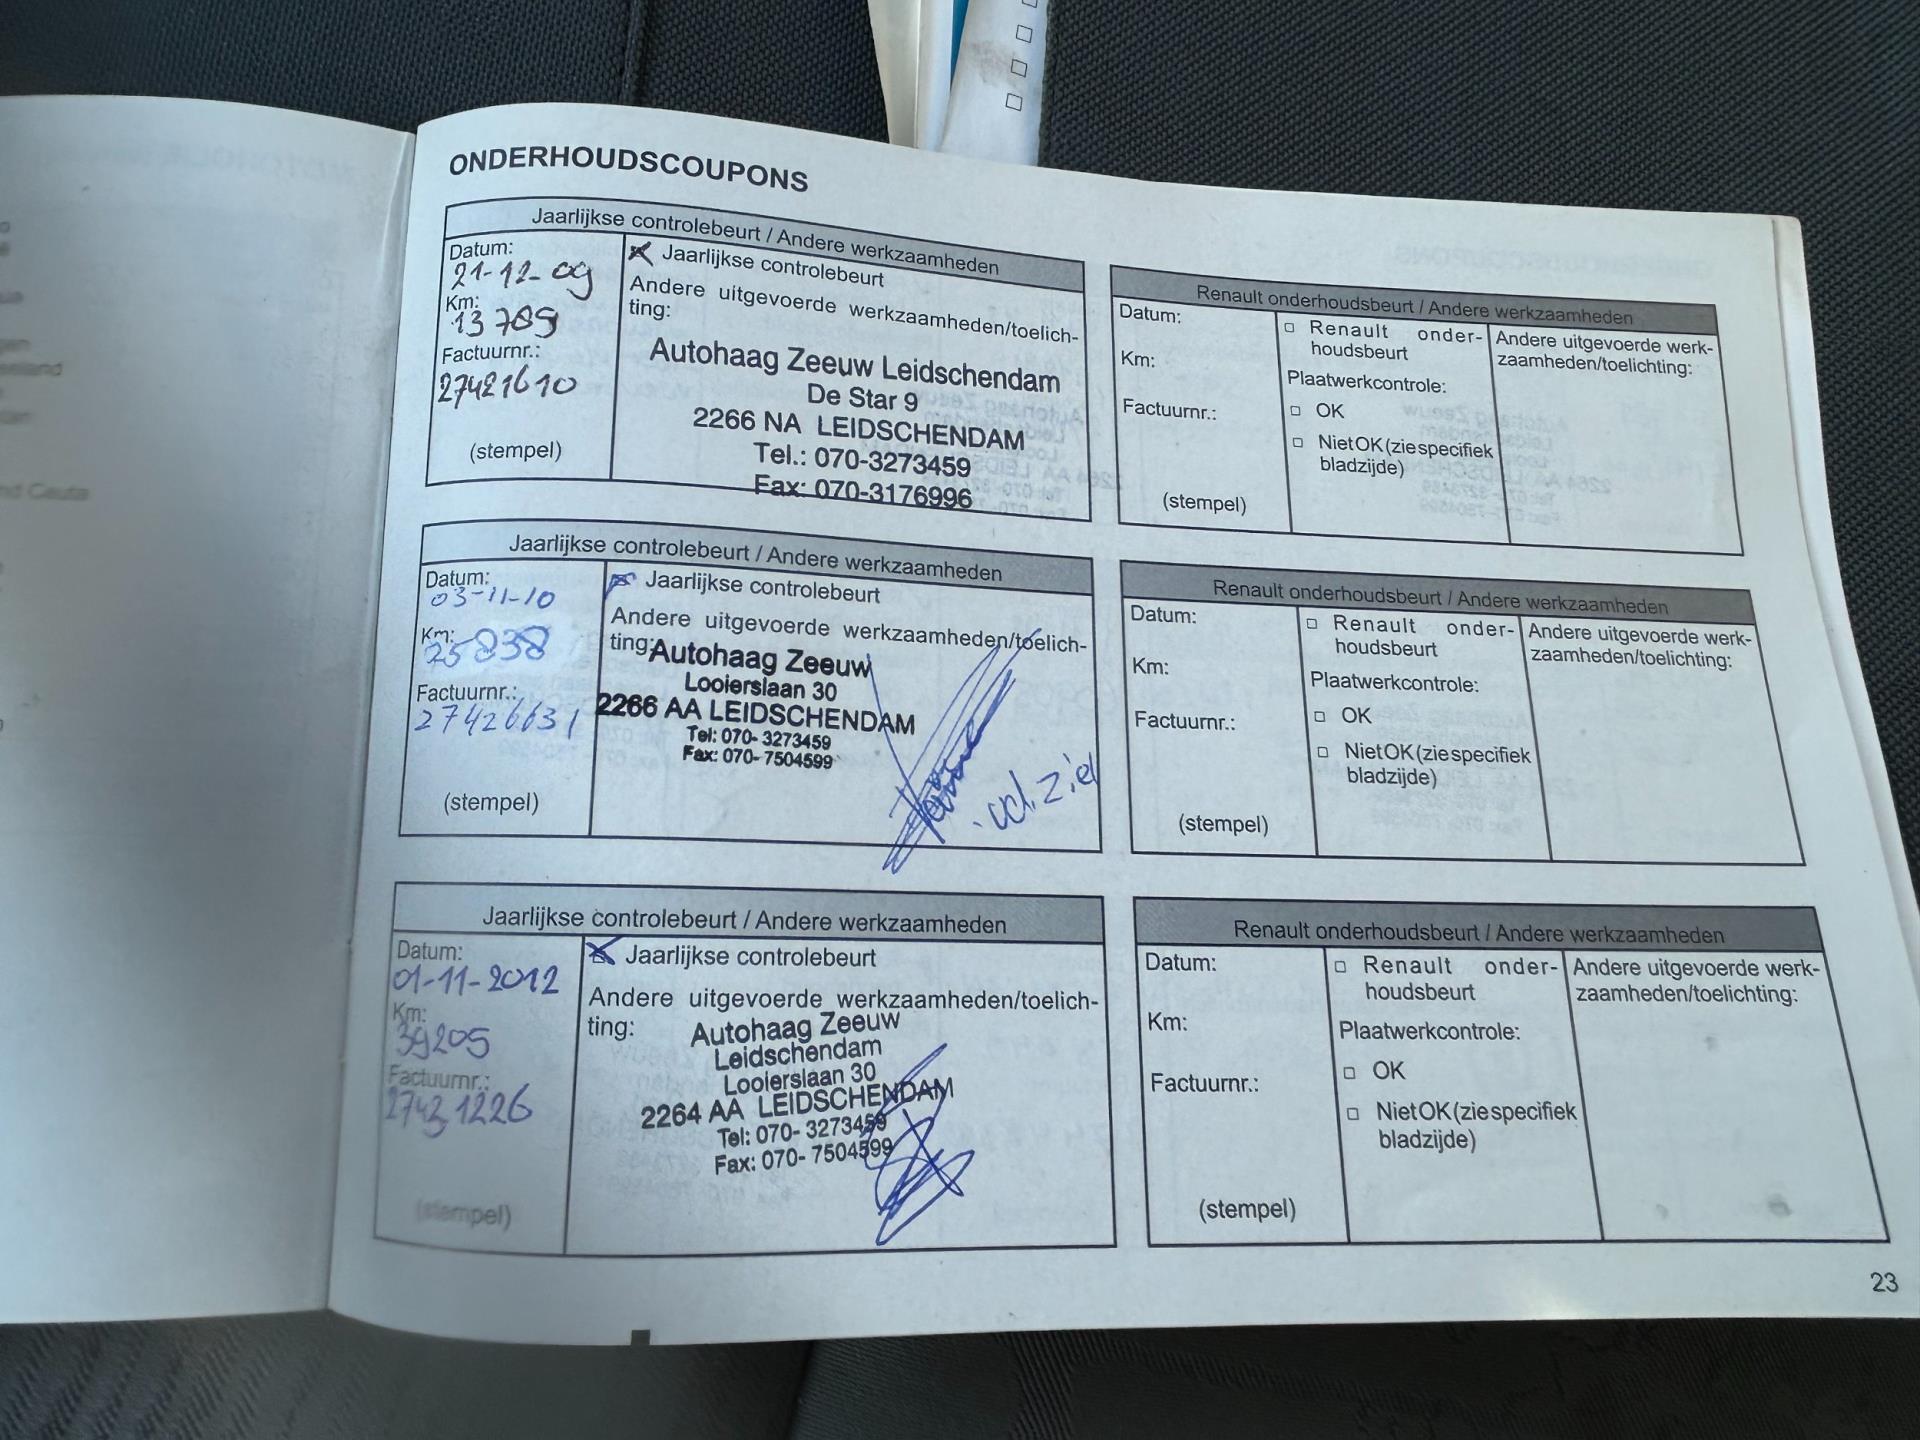 ONDERHOUDSCOUPONS
Jaarlijkse controlebeurt / Andere werkzaamheden
Datum:
21-12-09
Km:
13789
Factuurnr.:
27421610
(stempel)
Jaarlijkse controlebeurt
Andere uitgevoerde werkzaamheden/toelich-
ting:
Autohaag Zeeuw Leidschendam
De Star 9
2266 NA LEIDSCHENDAM
Tel.: 070-3273459
Fax: 070-3176996
Renault onderhoudsbeurt / Andere werkzaamheden
Datum:
Km:
Factuurnr.:
(stempel)
Renault onder-
houdsbeurt
Plaatwerkcontrole:
OK
Niet OK (zie specifiek
bladzijde)
Andere uitgevoerde werk-
zaamheden/toelichting:
Jaarlijkse controlebeurt / Andere werkzaamheden
Datum:
03-11-10
Km:
25838
Factuurnr.:
27426631
(stempel)
Jaarlijkse controlebeurt
Andere uitgevoerde werkzaamheden/toelich-
ting:
Autohaag Zeeuw
Looierslaan 30
2266 AA LEIDSCHENDAM
Tel: 070- 3273459
Fax: 070- 7504599
Renault onderhoudsbeurt / Andere werkzaamheden
Datum:
Km:
Factuurnr.:
(stempel)
Renault onder-
houdsbeurt
Plaatwerkcontrole:
OK
Niet OK (zie specifiek
bladzijde)
Andere uitgevoerde werk-
zaamheden/toelichting:
Jaarlijkse controlebeurt / Andere werkzaamheden
Datum:
01-11-2012
Km:
39205
Factuurnr.:
27431226
(stempel)
Jaarlijkse controlebeurt
Andere uitgevoerde werkzaamheden/toelich-
ting:
Autohaag Zeeuw
Leidschendam
Looierslaan 30
2264 AA LEIDSCHENDAM
Tel: 070- 3273459
Fax: 070- 7504599
Renault onderhoudsbeurt / Andere werkzaamheden
Datum:
Km:
Factuurnr.:
(stempel)
Renault onder-
houdsbeurt
Plaatwerkcontrole:
OK
Niet OK (zie specifiek
bladzijde)
Andere uitgevoerde werk-
zaamheden/toelichting:
23